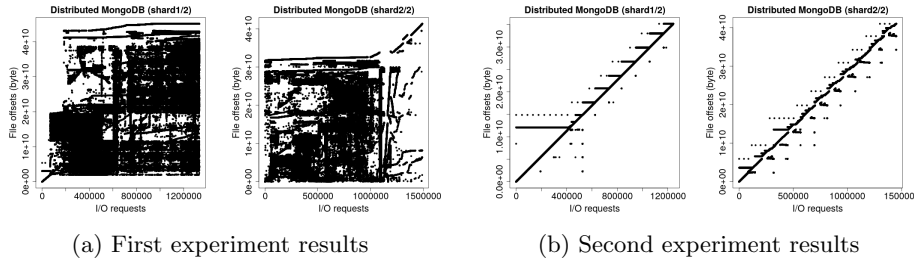 Distributed MongoDB (shard1/2)
File offsets (byte)
0e+00 1e+10 2e+10 3e+10 4e+10
0 400000 800000 1200000
I/O requests
Distributed MongoDB (shard2/2)
File offsets (byte)
0e+00 1e+10 2e+10 3e+10 4e+10
0 500000 1000000 1500000
I/O requests
(a) First experiment results
Distributed MongoDB (shard1/2)
File offsets (byte)
0.0e+00 1.0e+10 2.0e+10 3.0e+10
0 400000 800000 1200000
I/O requests
Distributed MongoDB (shard2/2)
File offsets (byte)
0e+00 1e+10 2e+10 3e+10 4e+10
0 500000 1000000 1500000
I/O requests
(b) Second experiment results